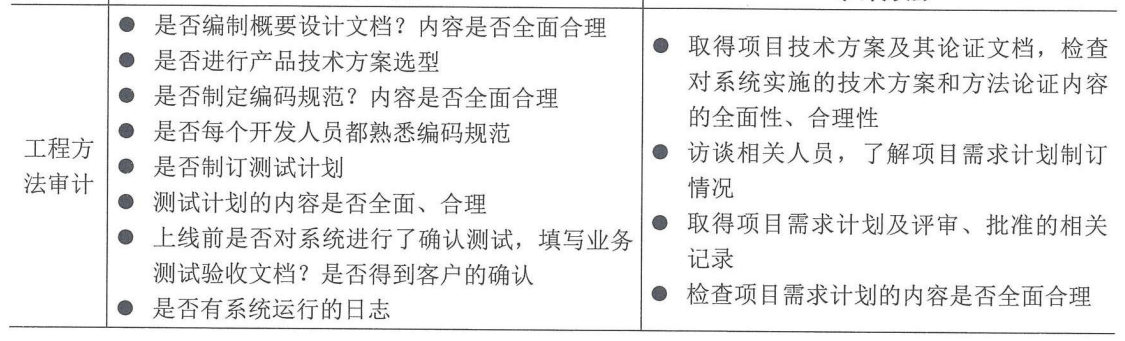 工程方
法审计
● 是否编制概要设计文档？内容是否全面合理
● 是否进行产品技术方案选型
● 是否制定编码规范？内容是否全面合理
● 是否每个开发人员都熟悉编码规范
● 是否制订测试计划
● 测试计划的内容是否全面、合理
● 上线前是否对系统进行了确认测试，填写业务
测试验收文档？是否得到客户的确认
● 是否有系统运行的日志
● 取得项目技术方案及其论证文档，检查
对系统实施的技术方案和方法论证内容
的全面性、合理性
● 访谈相关人员，了解项目需求计划制订
情况
● 取得项目需求计划及评审、批准的相关
记录
● 检查项目需求计划的内容是否全面合理